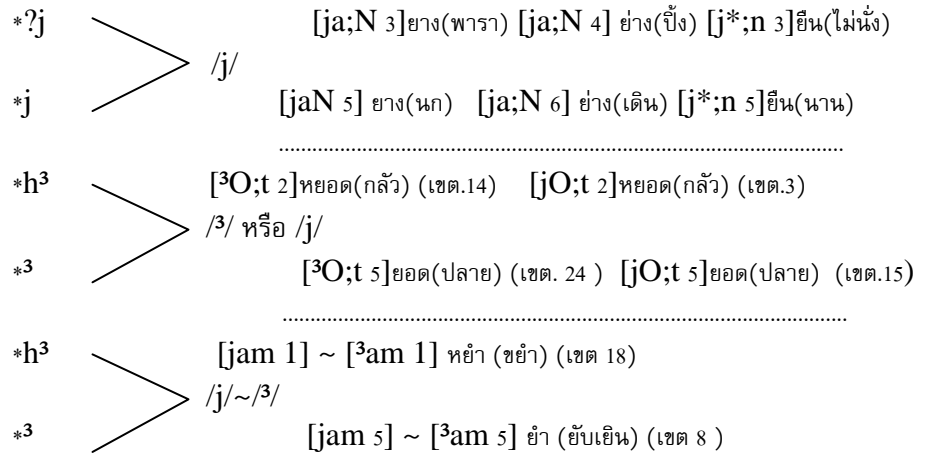 *?j [ja;N 3]ยาง(พารา) [ja;N 4] ย่าง(ปิ้ง) [j*;n 3]ยืน(ไม่นั่ง)
/j/
*j [jaN 5] ยาง(นก) [ja;N 6] ย่าง(เดิน) [j*;n 5]ยืน(นาน)
.....................................................................................................
*h³ [³O;t 2]หยอด(กลัว) (เขต.14) [jO;t 2]หยอด(กลัว) (เขต.3)
/³/ หรือ /j/
*³ [³O;t 5]ยอด(ปลาย) (เขต. 24 ) [jO;t 5]ยอด(ปลาย) (เขต.15)
.....................................................................................................
*h³ [jam 1] ~ [³am 1] หยำ (ขยำ) (เขต 18)
/j/~/³/
*³ [jam 5] ~ [³am 5] ยำ (ยับเยิน) (เขต 8 )